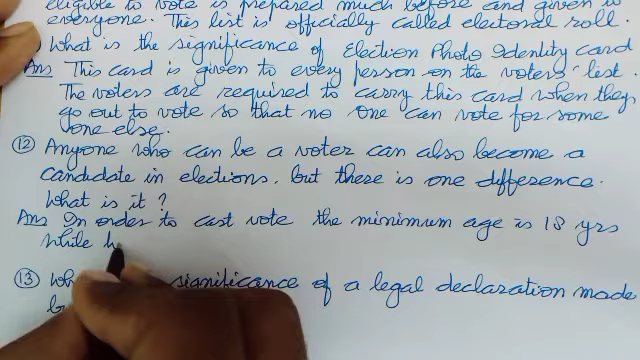 eligible to vote is prepared much before and given to
everyone. This list is officially called electoral roll.
What is the significance of Election Photo Identity card
Ans This card is given to every person on the voters' list.
The voters are required to carry this card when they
go out to vote so that no one can vote for some
one else.
12 Anyone who can be a voter can also become a
candidate in elections, but there is one difference.
What is it?
Ans In order to cast vote the minimum age is 18 yrs
while
13 significance of a legal declaration made